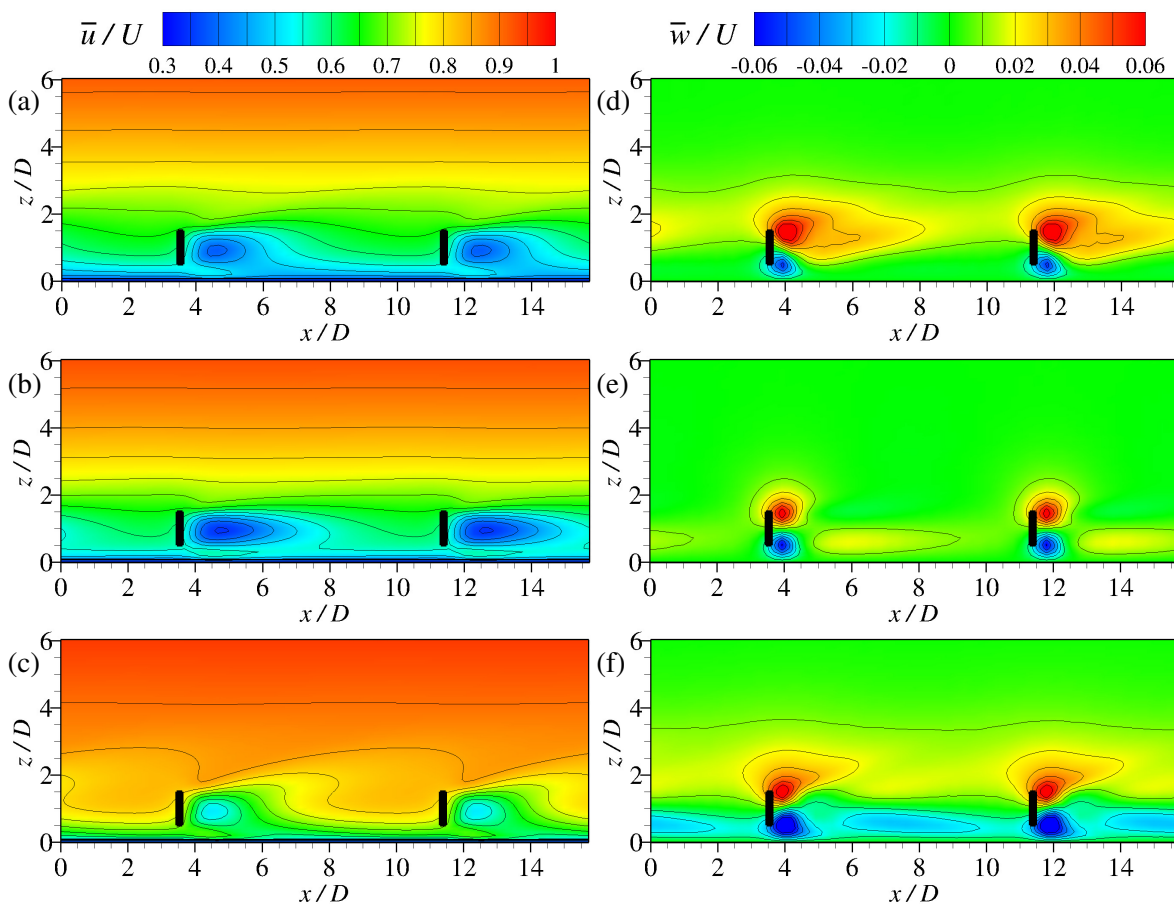 u̅ / U
0.3 0.4 0.5 0.6 0.7 0.8 0.9 1
w̅ / U
-0.06 -0.04 -0.02 0 0.02 0.04 0.06
(a)
z / D
6
4
2
0
0 2 4 6 8 10 12 14
x / D
(d)
z / D
6
4
2
0
0 2 4 6 8 10 12 14
x / D
(b)
z / D
6
4
2
0
0 2 4 6 8 10 12 14
x / D
(e)
z / D
6
4
2
0
0 2 4 6 8 10 12 14
x / D
(c)
z / D
6
4
2
0
0 2 4 6 8 10 12 14
x / D
(f)
z / D
6
4
2
0
0 2 4 6 8 10 12 14
x / D